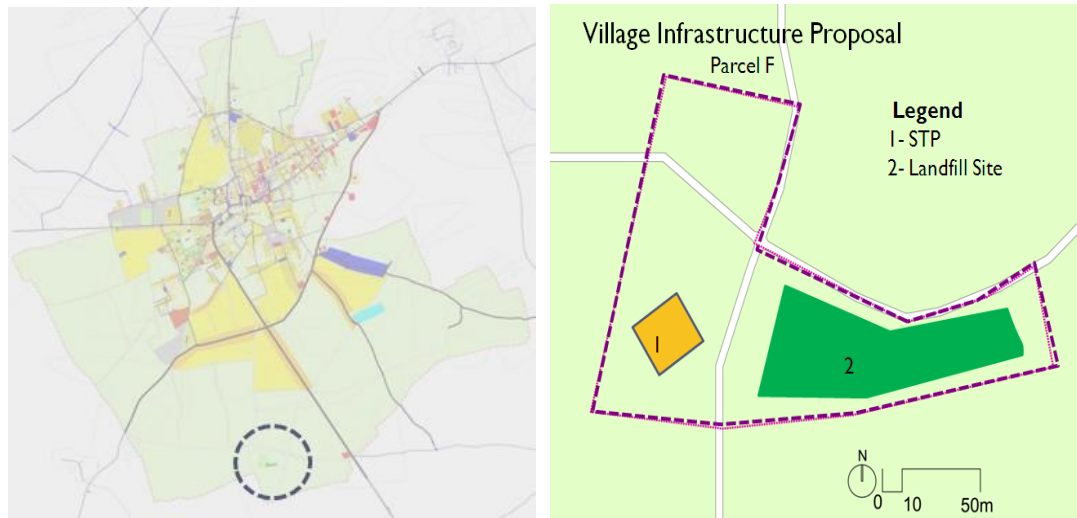 Village Infrastructure Proposal
Parcel F
Legend
1- STP
2- Landfill Site
1
2
N
0 10 50m